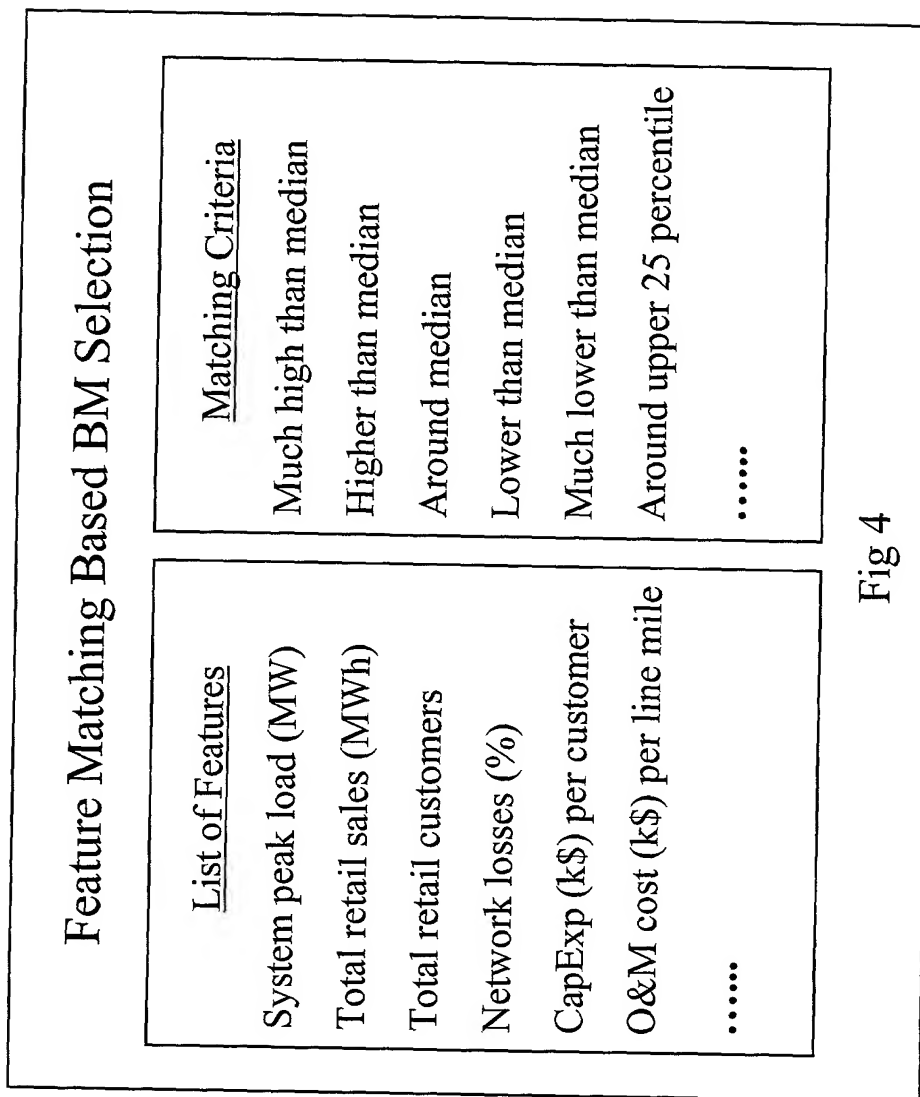 Feature Matching Based BM Selection
List of Features
System peak load (MW)
Total retail sales (MWh)
Total retail customers
Network losses (%)
CapExp (k$) per customer
O&M cost (k$) per line mile
......
Matching Criteria
Much high than median
Higher than median
Around median
Lower than median
Much lower than median
Around upper 25 percentile
......
Fig 4